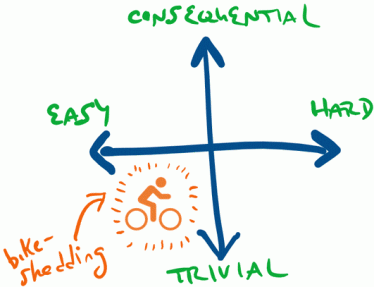 CONSEQUENTIAL
EASY
HARD
bike-
shedding
TRIVIAL